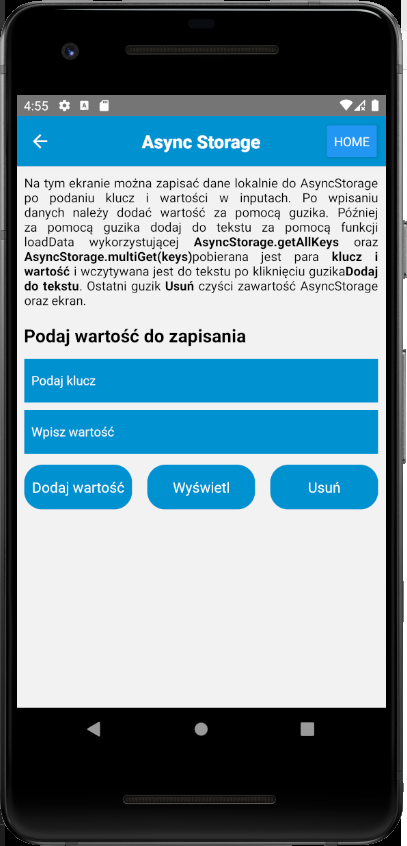 4:55
Async Storage
HOME
Na tym ekranie można zapisać dane lokalnie do AsyncStorage
po podaniu klucz i wartości w inputach. Po wpisaniu
danych należy dodać wartość za pomocą guzika. Później
za pomocą guzika dodaj do tekstu za pomocą funkcji
loadData wykorzystującej AsyncStorage.getAllKeys oraz
AsyncStorage.multiGet(keys)pobierana jest para klucz i
wartość i wczytywana jest do tekstu po kliknięciu guzikaDodaj
do tekstu. Ostatni guzik Usuń czyści zawartość AsyncStorage
oraz ekran.
Podaj wartość do zapisania
Podaj klucz
Wpisz wartość
Dodaj wartość
Wyświetl
Usuń